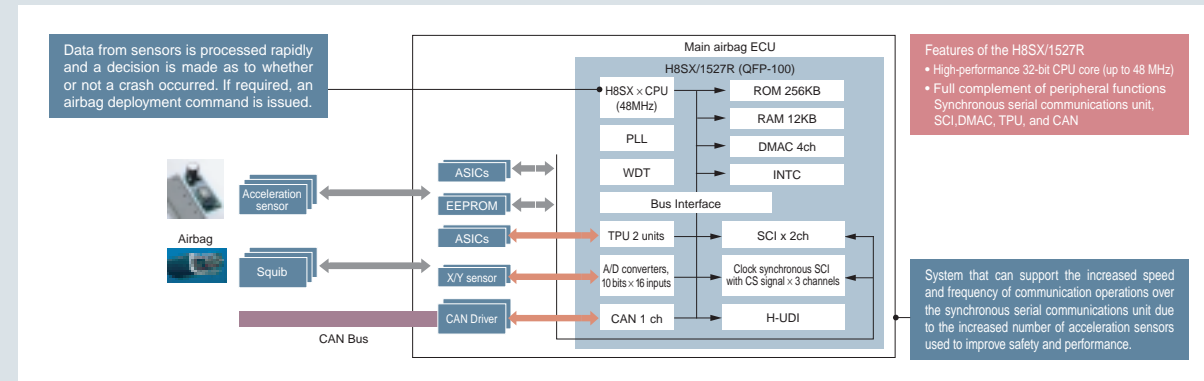 Data from sensors is processed rapidly
and a decision is made as to whether
or not a crash occurred. If required, an
airbag deployment command is issued.
Main airbag ECU
H8SX/1527R (QFP-100)
H8SX × CPU
(48MHz)
PLL
WDT
ROM 256KB
RAM 12KB
DMAC 4ch
INTC
Bus Interface
TPU 2 units
SCI x 2ch
A/D converters,
10 bits × 16 inputs
Clock synchronous SCI
with CS signal × 3 channels
CAN 1 ch
H-UDI
Features of the H8SX/1527R
• High-performance 32-bit CPU core (up to 48 MHz)
• Full complement of peripheral functions
Synchronous serial communications unit,
SCI,DMAC, TPU, and CAN
ASICs
EEPROM
ASICs
X/Y sensor
CAN Driver
Acceleration
sensor
Airbag
Squib
CAN Bus
System that can support the increased speed
and frequency of communication operations over
the synchronous serial communications unit due
to the increased number of acceleration sensors
used to improve safety and performance.